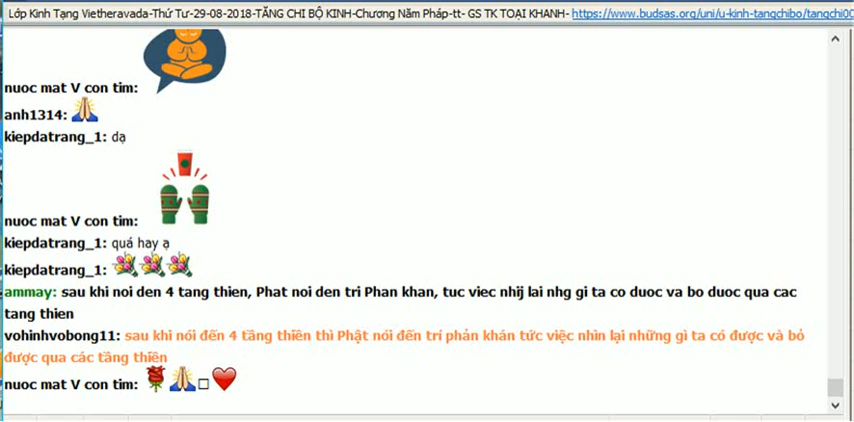 Lớp Kinh Tạng Vietheravada-Thứ Tư-29-08-2018-TĂNG CHI BỘ KINH-Chương Năm Pháp-tt- GS TK TOẠI KHANH- https://www.budsas.org/uni/u-kinh-tangchibo/tangchi00
nuoc mat V con tim:
anh1314:
kiepdatrang_1: dạ
nuoc mat V con tim:
kiepdatrang_1: quá hay ạ
kiepdatrang_1:
ammay: sau khi noi den 4 tang thien, Phat noi den tri Phan khan, tuc viec nhij lai nhg gi ta co duoc va bo duoc qua cac
tang thien
vohinhvobong11: sau khi nói đến 4 tầng thiền thì Phật nói đến trí phản khán tức việc nhìn lại những gì ta có được và bỏ
được qua các tầng thiền
nuoc mat V con tim: